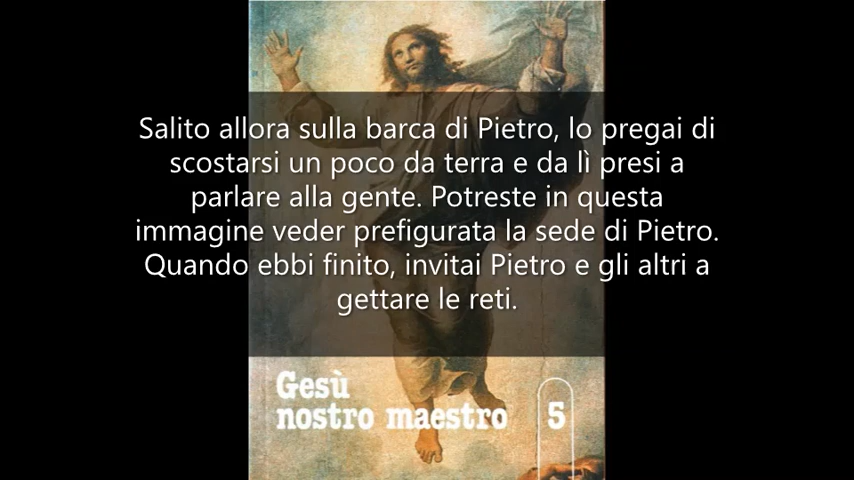 Salito allora sulla barca di Pietro, lo pregai di
scostarsi un poco da terra e da lì presi a
parlare alla gente. Potreste in questa
immagine veder prefigurata la sede di Pietro.
Quando ebbi finito, invitai Pietro e gli altri a
gettare le reti.
Gesù
nostro maestro 5